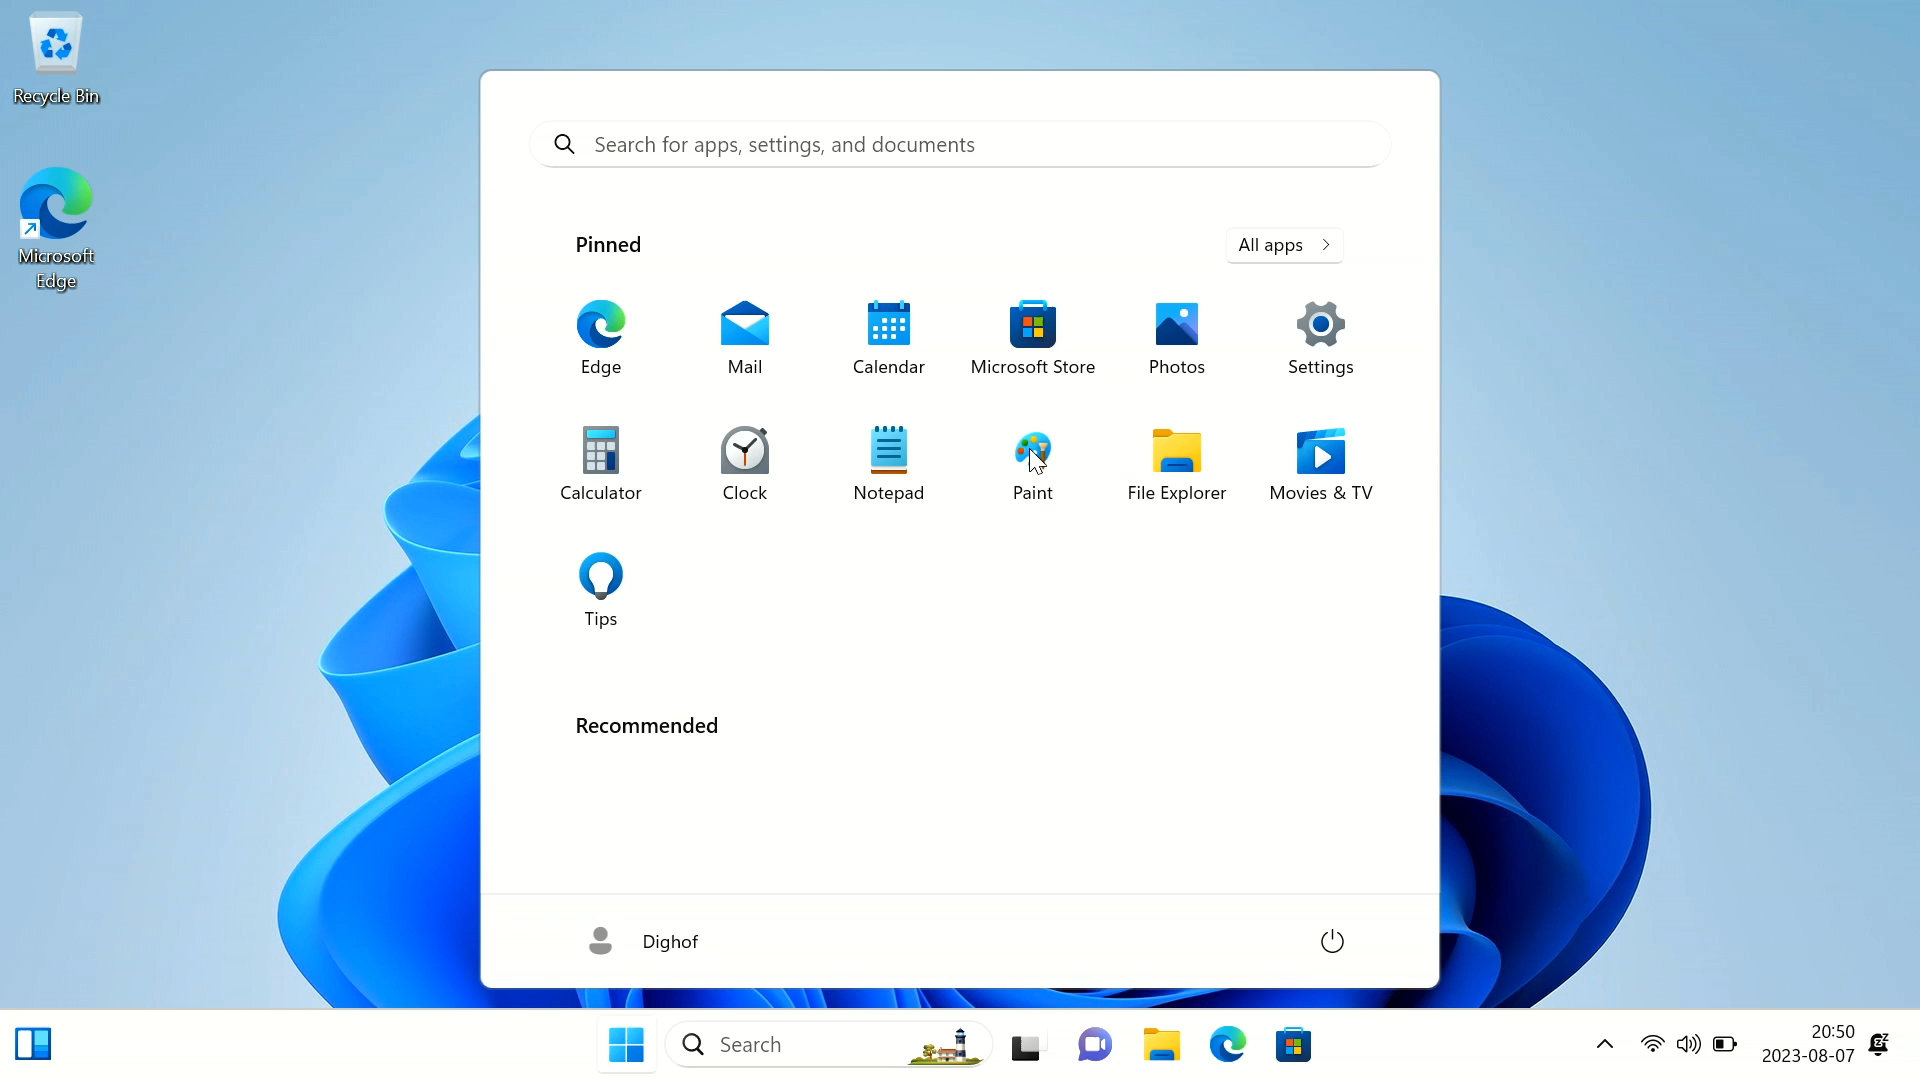 Recycle Bin
Microsoft
Edge
Search for apps, settings, and documents
Pinned
All apps
Edge
Mail
Calendar
Microsoft Store
Photos
Settings
Calculator
Clock
Notepad
Paint
File Explorer
Movies & TV
Tips
Recommended
Dighof
Search
20:50
2023-08-07